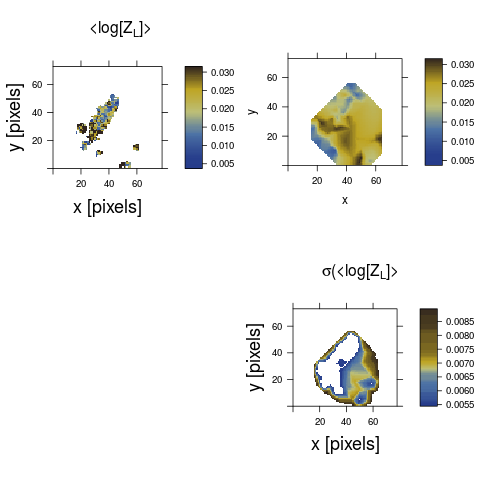 <log[Z_L]>
60
40
20
20 40 60
y [pixels]
x [pixels]
0.030
0.025
0.020
0.015
0.010
0.005
60
40
20
0
20 40 60
y
x
0.030
0.025
0.020
0.015
0.010
0.005
σ(<log[Z_L]>
60
40
20
20 40 60
y [pixels]
x [pixels]
0.0085
0.0080
0.0075
0.0070
0.0065
0.0060
0.0055